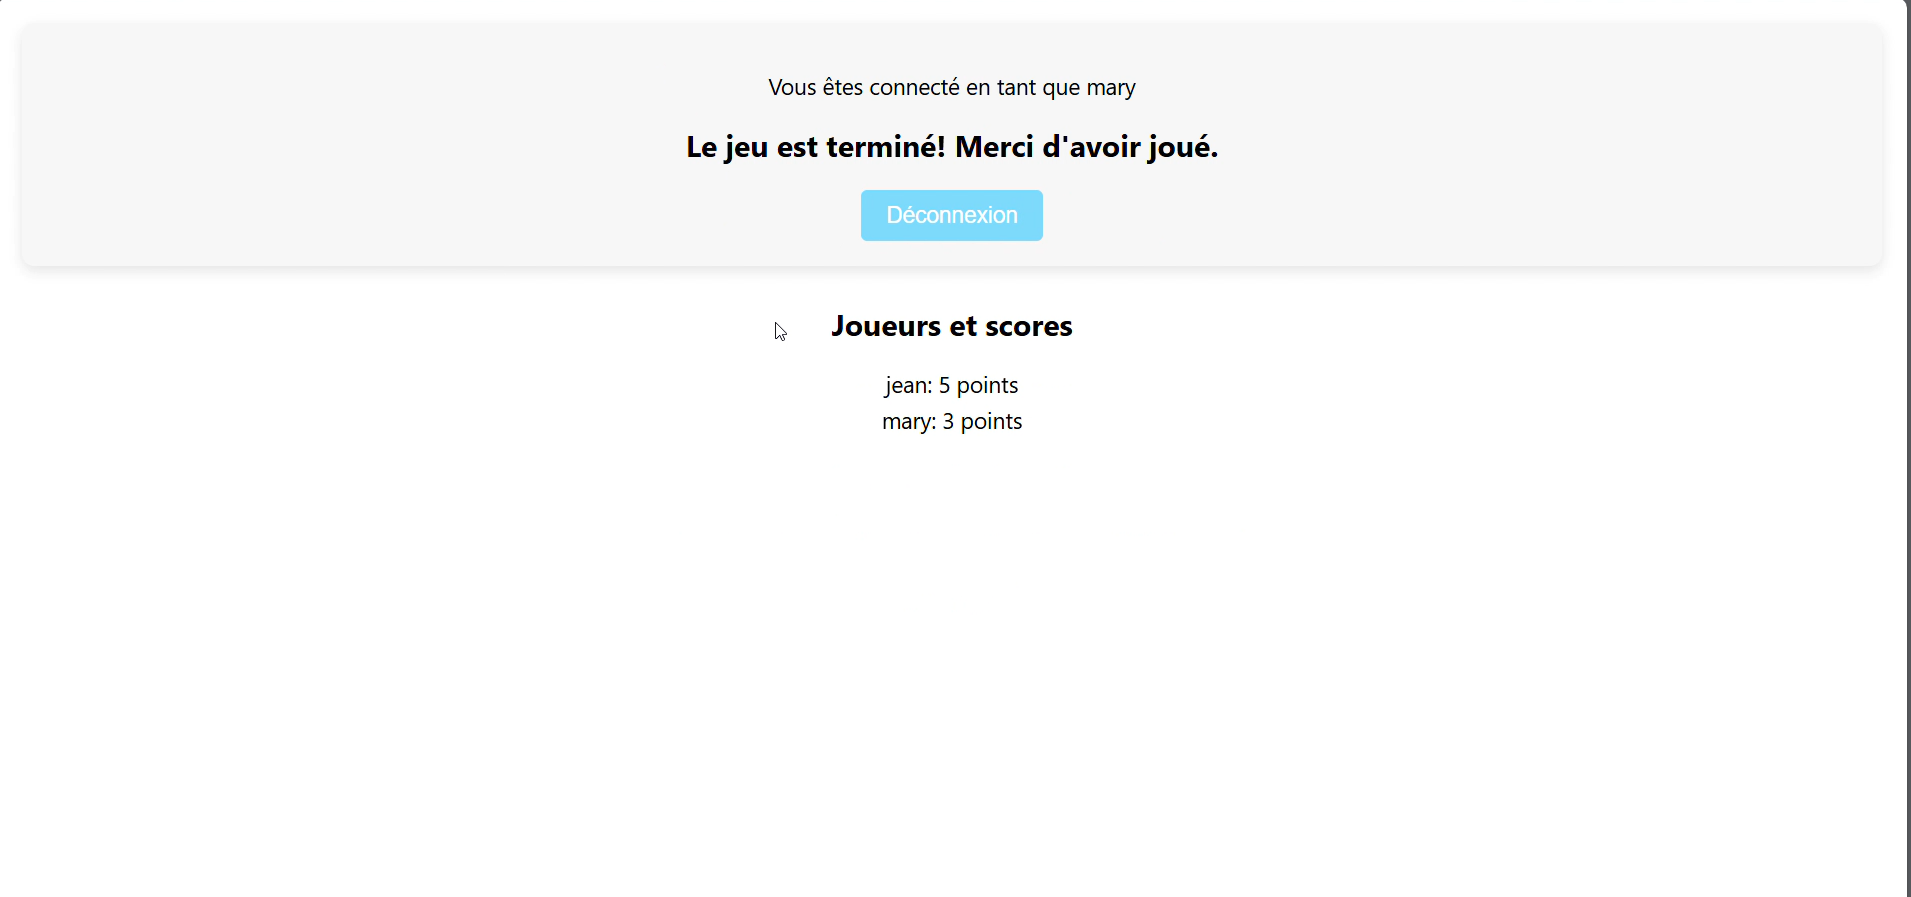 Vous êtes connecté en tant que mary
Le jeu est terminé! Merci d'avoir joué.
Déconnexion
Joueurs et scores
jean: 5 points
mary: 3 points